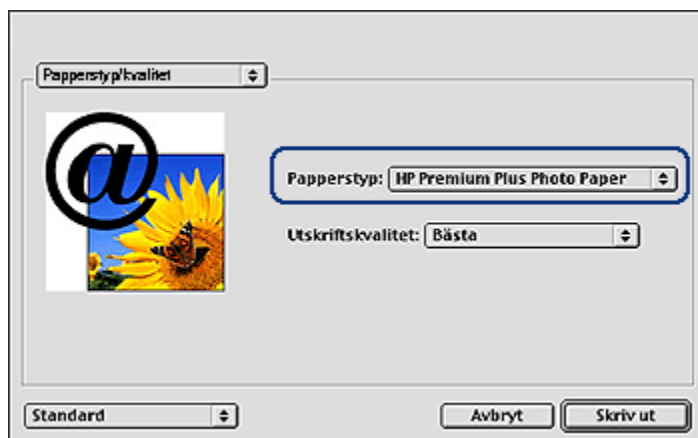 Papperstyp/kvalitet
@
Papperstyp: HP Premium Plus Photo Paper
Utskriftskvalitet: Bästa
Standard
Avbryt Skriv ut